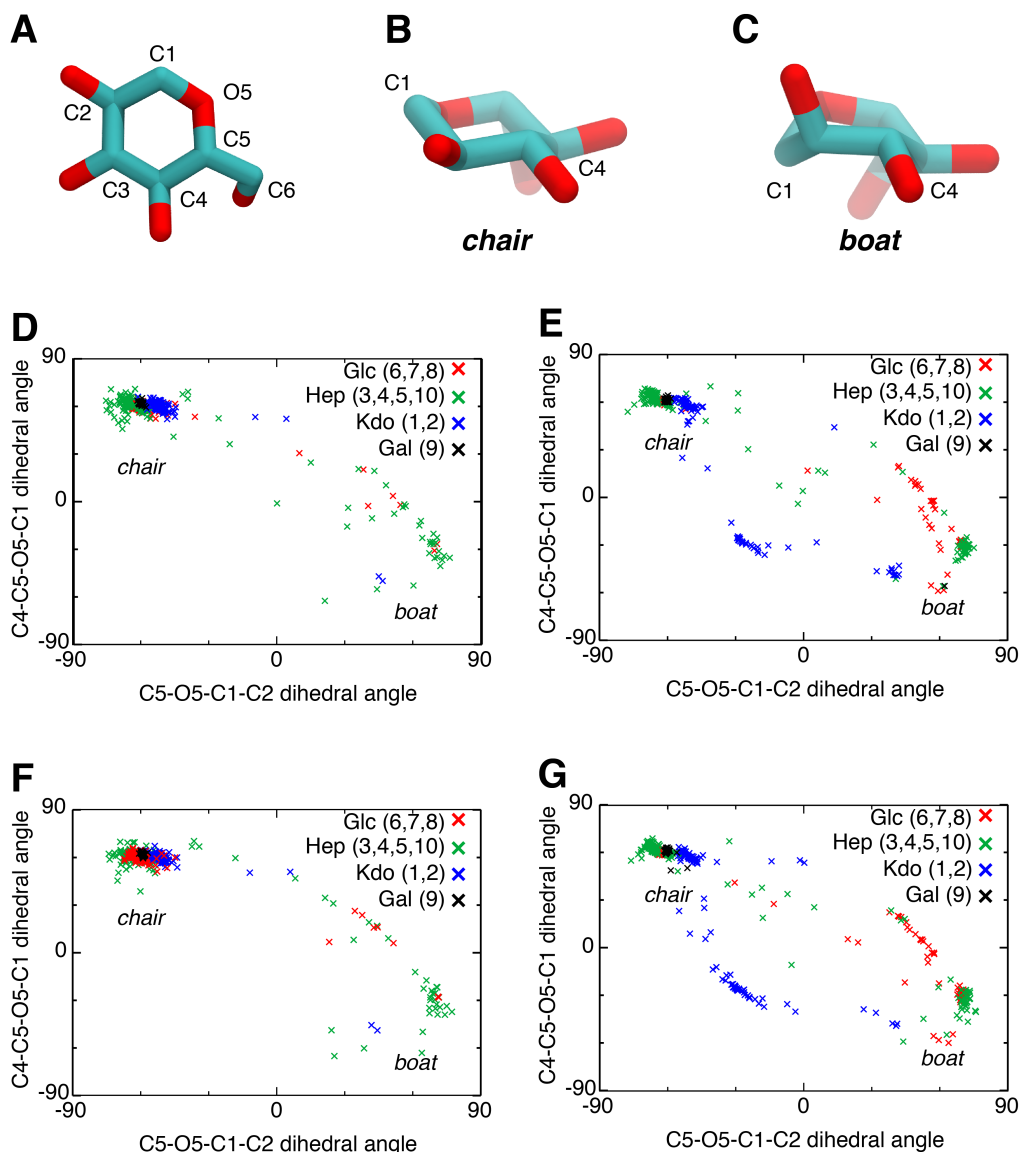 A
C1
O5
C2
C5
C3
C4
C6
B
C1
C4
chair
C
C1
C4
boat
D
C4-C5-O5-C1 dihedral angle
90
0
-90
Glc (6,7,8)
Hep (3,4,5,10)
Kdo (1,2)
Gal (9)
chair
boat
-90
0
90
C5-O5-C1-C2 dihedral angle
E
C4-C5-O5-C1 dihedral angle
90
0
-90
Glc (6,7,8)
Hep (3,4,5,10)
Kdo (1,2)
Gal (9)
chair
boat
-90
0
90
C5-O5-C1-C2 dihedral angle
F
C4-C5-O5-C1 dihedral angle
90
0
-90
Glc (6,7,8)
Hep (3,4,5,10)
Kdo (1,2)
Gal (9)
chair
boat
-90
0
90
C5-O5-C1-C2 dihedral angle
G
C4-C5-O5-C1 dihedral angle
90
0
-90
Glc (6,7,8)
Hep (3,4,5,10)
Kdo (1,2)
Gal (9)
chair
boat
-90
0
90
C5-O5-C1-C2 dihedral angle